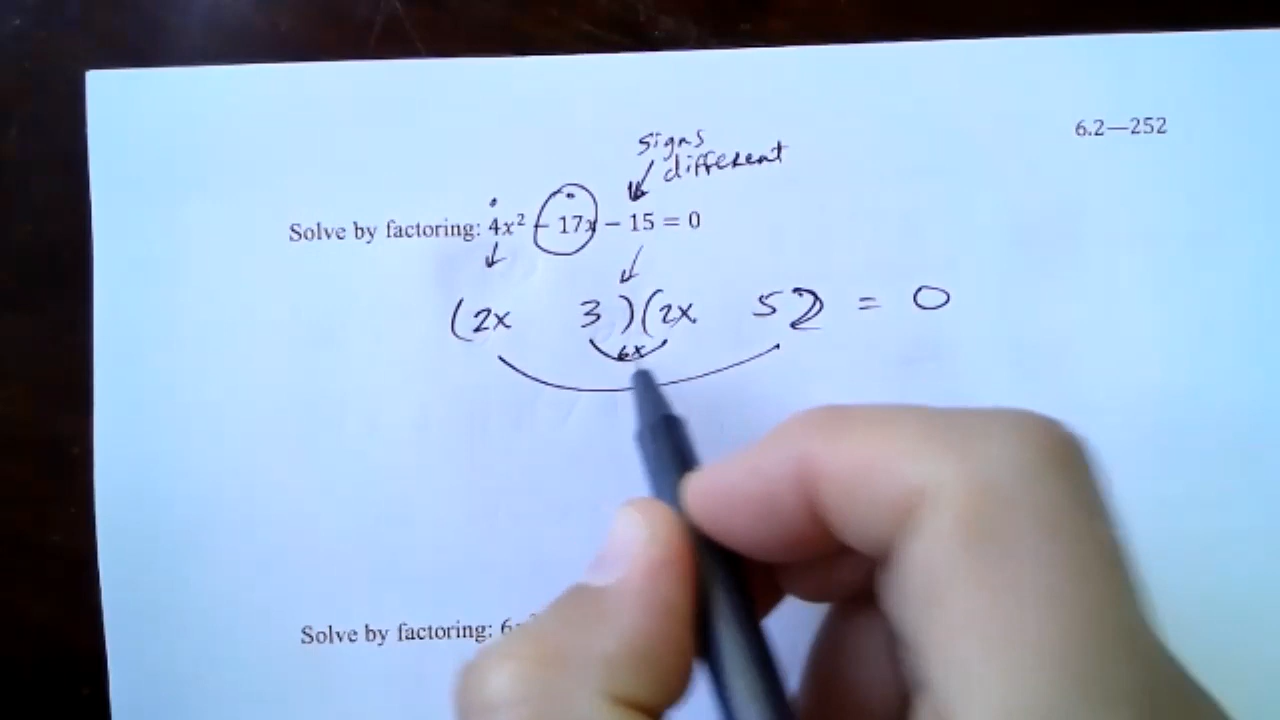 6.2—252
signs
different
Solve by factoring: 4x² − 17x − 15 = 0
(2x 3)(2x 5) = 0
6x
Solve by factoring: 6